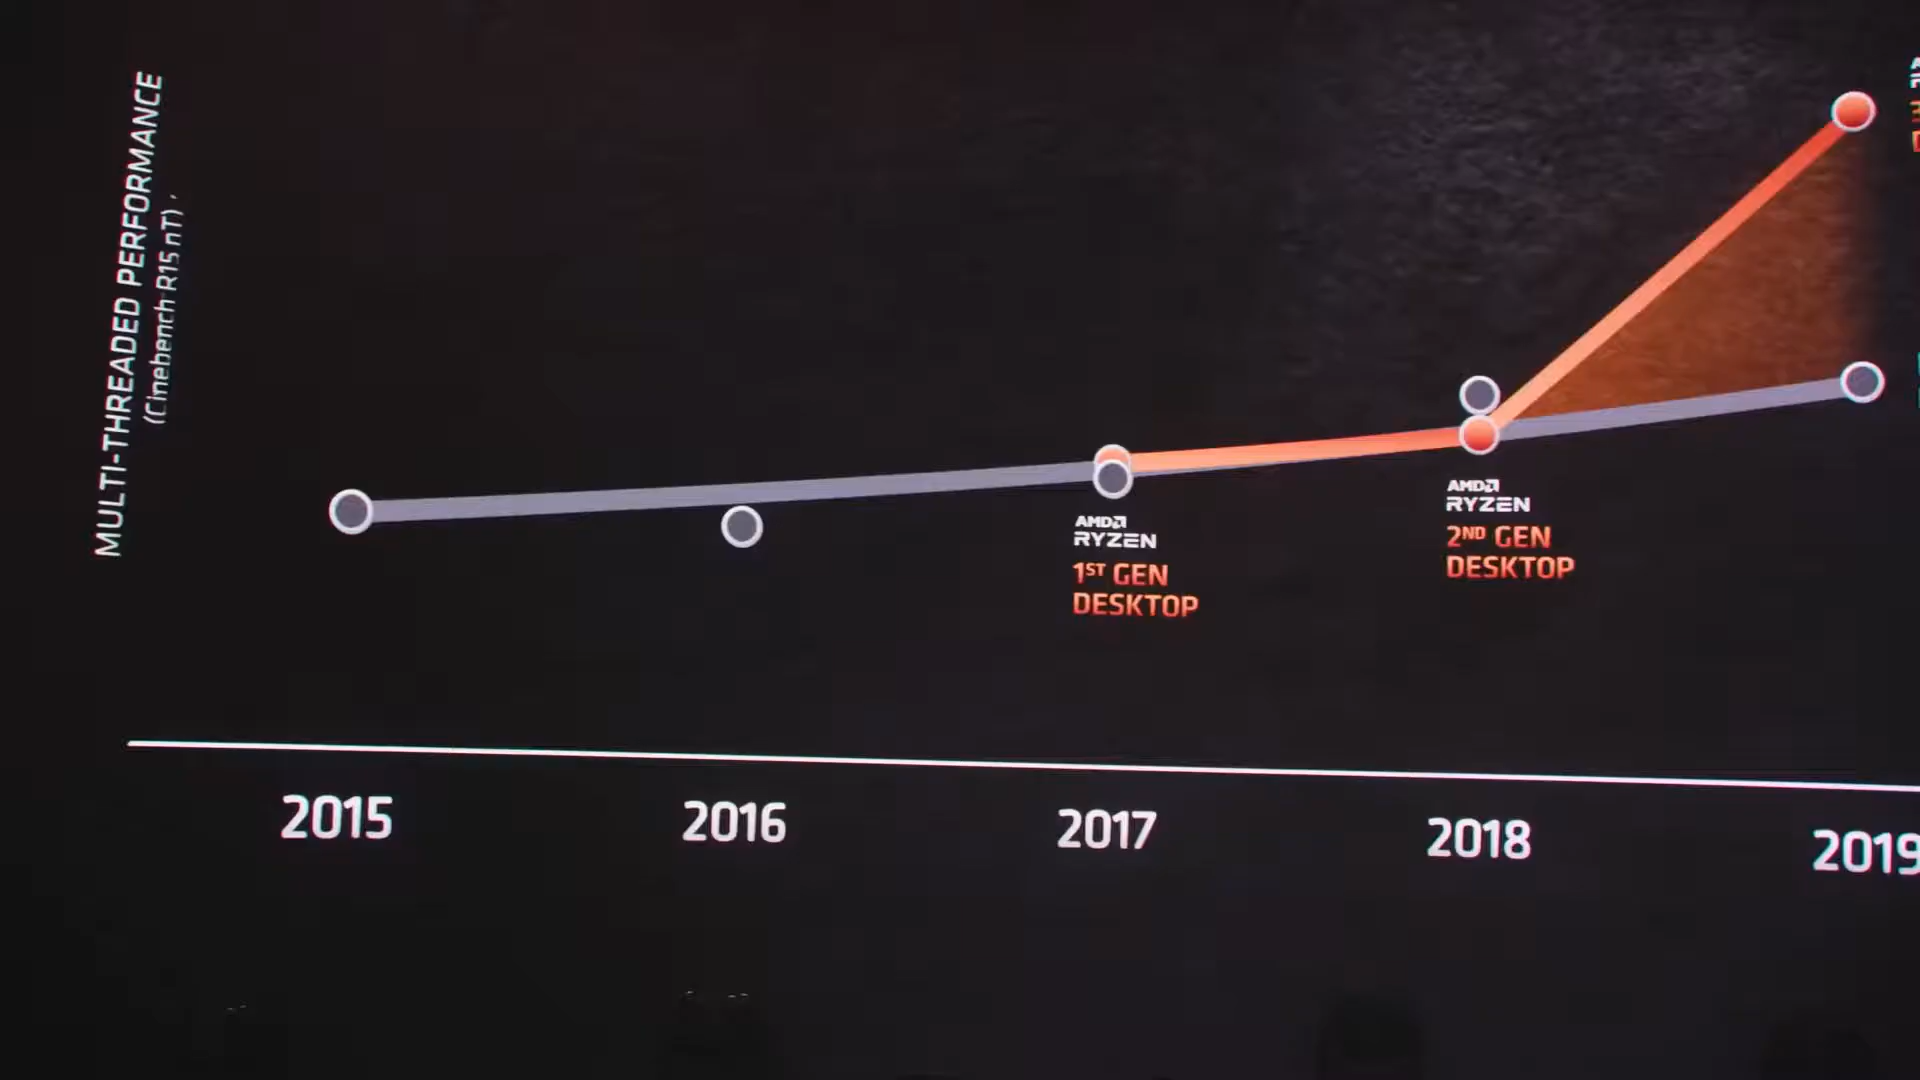 MULTI-THREADED PERFORMANCE
(Cinebench R15 nT)
AMD
RYZEN
1ST GEN
DESKTOP
AMD
RYZEN
2ND GEN
DESKTOP
2015
2016
2017
2018
2019